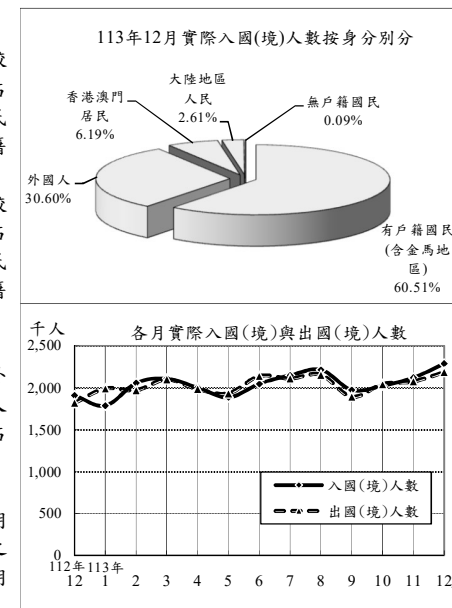 113年12月實際入國(境)人數按身分別分
大陸地區
人民
2.61%
香港澳門
居民
6.19%
無戶籍國民
0.09%
外國人
30.60%
有戶籍國民
(含金馬地
區)
60.51%
千人
各月實際入國(境)與出國(境)人數
2,500
2,000
1,500
1,000
500
0
入國(境)人數
出國(境)人數
112年 113年
12 1 2 3 4 5 6 7 8 9 10 11 12